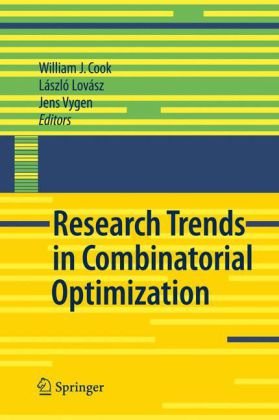 William J. Cook
László Lovász
Jens Vygen
Editors
Research Trends
in Combinatorial
Optimization
Springer